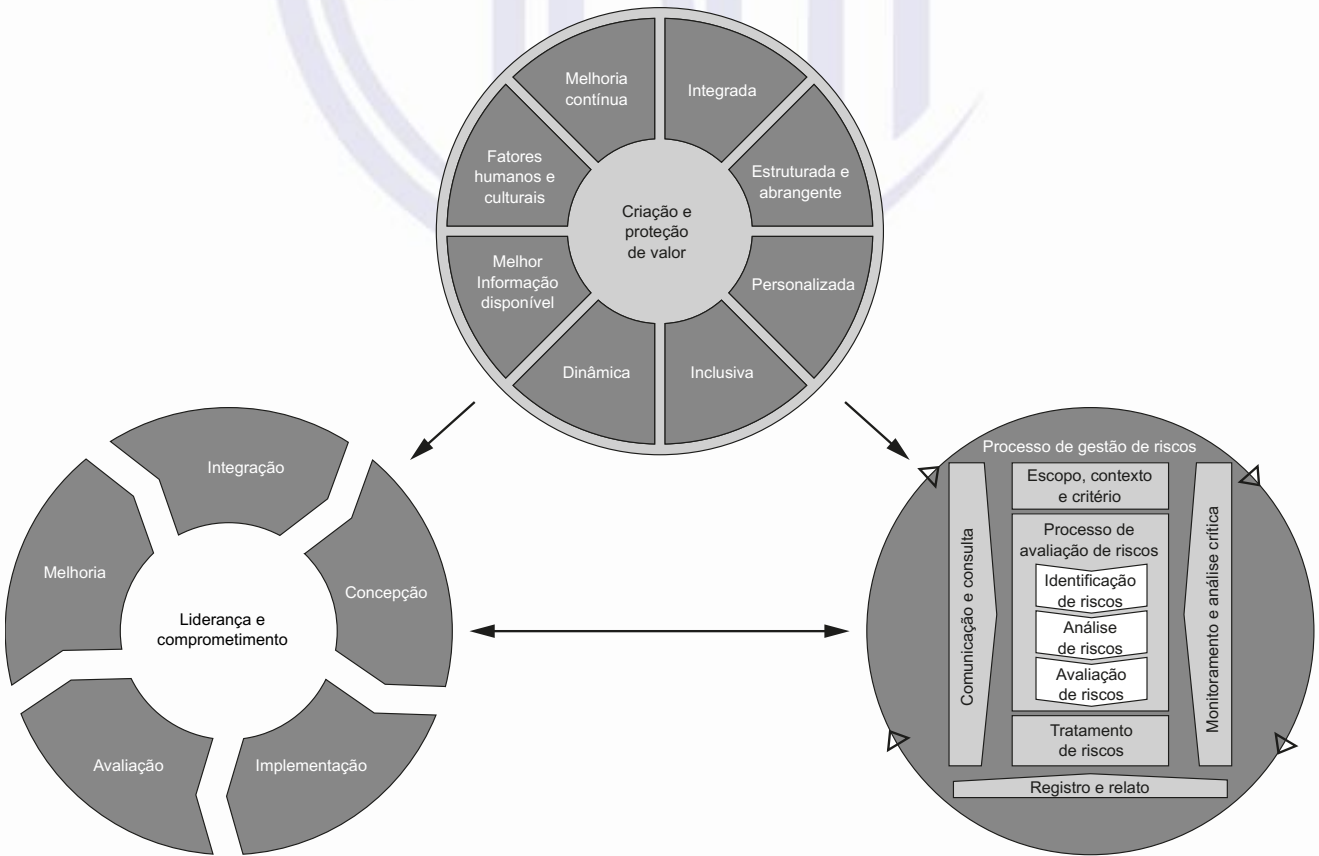 Melhoria
contínua
Integrada
Estruturada e
abrangente
Personalizada
Inclusiva
Dinâmica
Melhor
Informação
disponível
Fatores
humanos e
culturais
Criação e
proteção
de valor
Integração
Concepção
Implementação
Avaliação
Melhoria
Liderança e
comprometimento
Processo de gestão de riscos
Comunicação e consulta
Escopo, contexto
e critério
Processo de
avaliação de riscos
Identificação
de riscos
Análise
de riscos
Avaliação
de riscos
Tratamento
de riscos
Monitoramento e análise crítica
Registro e relato